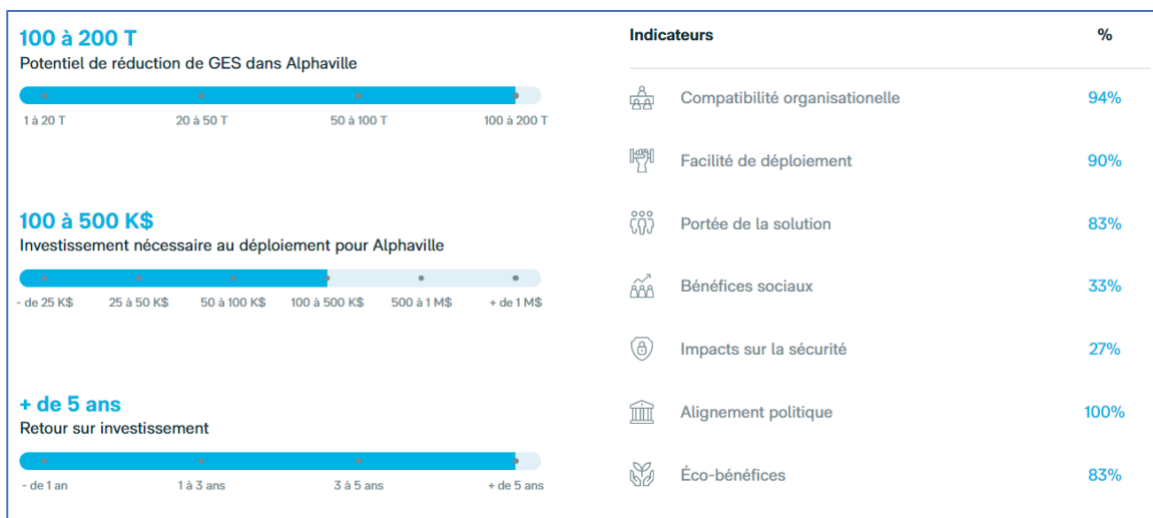 100 à 200 T
Potentiel de réduction de GES dans Alphaville
1 à 20 T 20 à 50 T 50 à 100 T 100 à 200 T
100 à 500 K$
Investissement nécessaire au déploiement pour Alphaville
- de 25 K$ 25 à 50 K$ 50 à 100 K$ 100 à 500 K$ 500 à 1 M$ + de 1 M$
+ de 5 ans
Retour sur investissement
- de 1 an 1 à 3 ans 3 à 5 ans + de 5 ans
Indicateurs %
Compatibilité organisationelle 94%
Facilité de déploiement 90%
Portée de la solution 83%
Bénéfices sociaux 33%
Impacts sur la sécurité 27%
Alignement politique 100%
Éco-bénéfices 83%